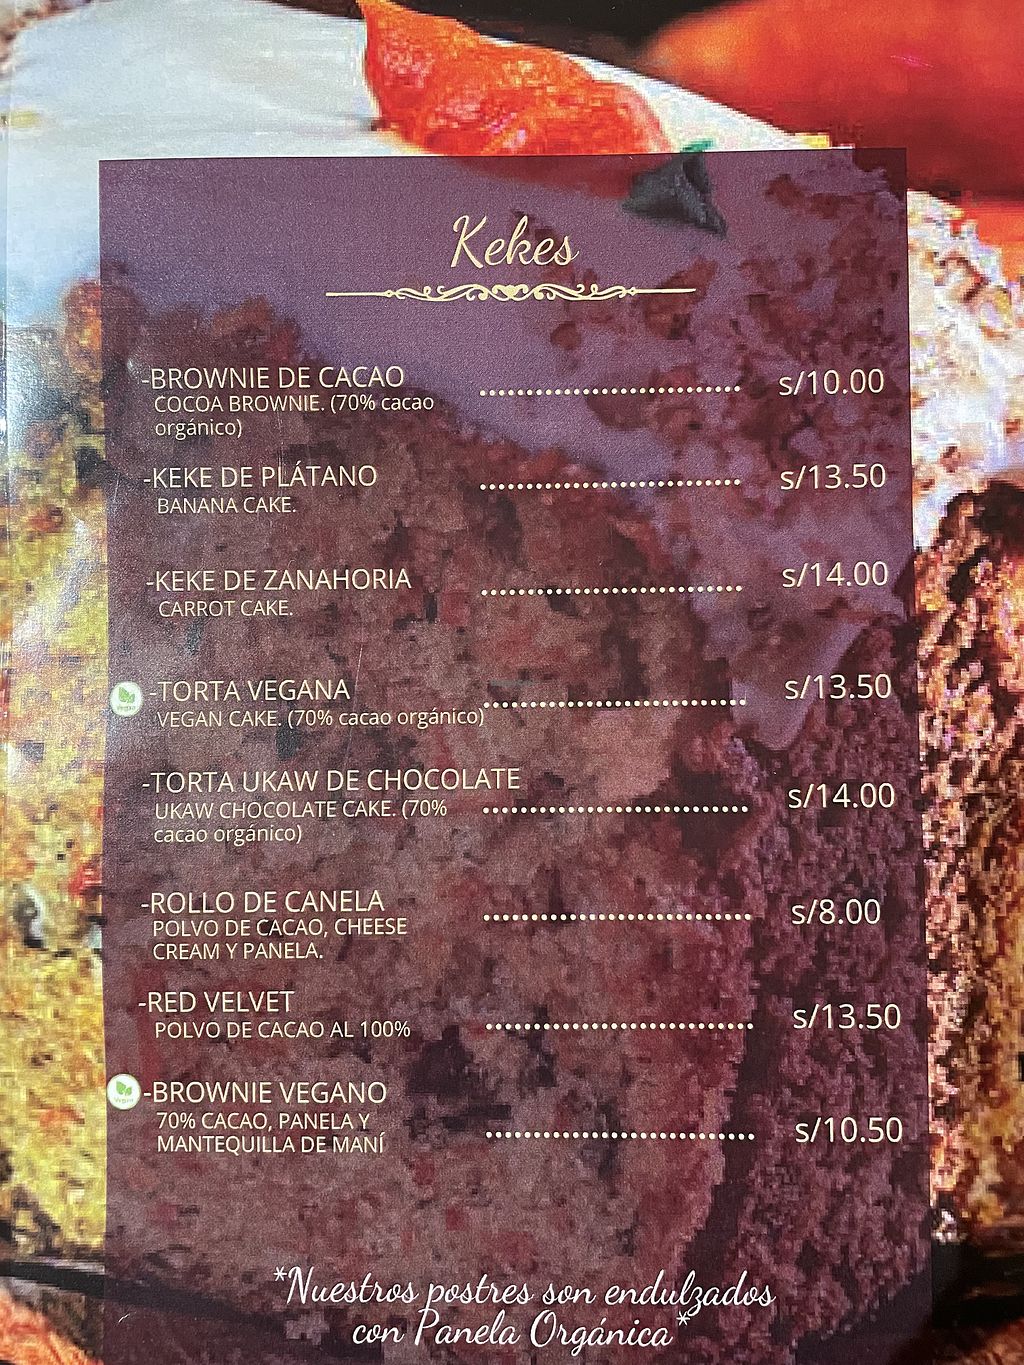 Kekes
-BROWNIE DE CACAO ........................... s/10.00
COCOA BROWNIE. (70% cacao
orgánico)
-KEKE DE PLÁTANO ........................... s/13.50
BANANA CAKE.
-KEKE DE ZANAHORIA ........................... s/14.00
CARROT CAKE.
Vegan
-TORTA VEGANA ........................... s/13.50
VEGAN CAKE. (70% cacao orgánico)
-TORTA UKAW DE CHOCOLATE
UKAW CHOCOLATE CAKE. (70% ........................... s/14.00
cacao orgánico)
-ROLLO DE CANELA ........................... s/8.00
POLVO DE CACAO, CHEESE
CREAM Y PANELA.
-RED VELVET ........................... s/13.50
POLVO DE CACAO AL 100%
Vegan
-BROWNIE VEGANO
70% CACAO, PANELA Y ........................... s/10.50
MANTEQUILLA DE MANÍ
*Nuestros postres son endulzados
con Panela Orgánica*